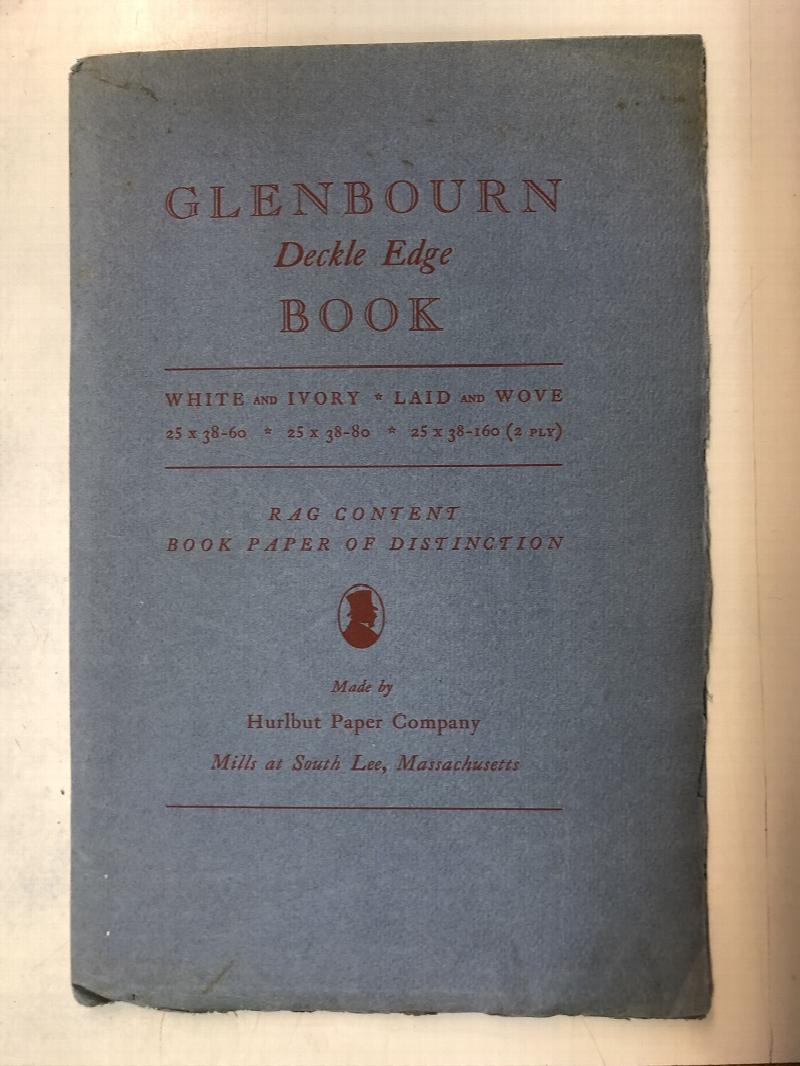 GLENBOURN
Deckle Edge
BOOK
WHITE AND IVORY * LAID AND WOVE
25 x 38-60 * 25 x 38-80 * 25 x 38-160 (2 PLY)
RAG CONTENT
BOOK PAPER OF DISTINCTION
Made by
Hurlbut Paper Company
Mills at South Lee, Massachusetts